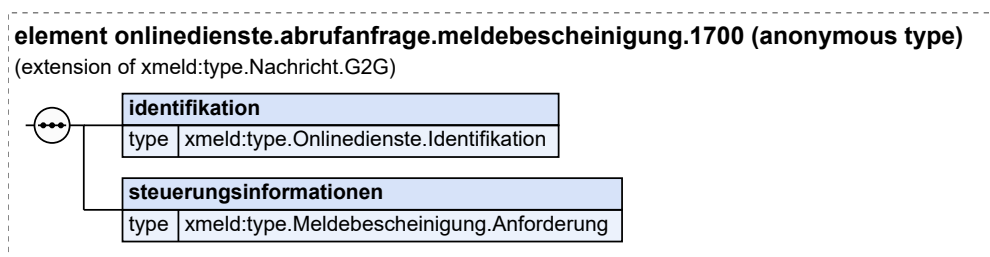 element onlinedienste.abrufanfrage.meldebescheinigung.1700 (anonymous type)
(extension of xmeld:type.Nachricht.G2G)
identifikation
type xmeld:type.Onlinedienste.Identifikation
steuerungsinformationen
type xmeld:type.Meldebescheinigung.Anforderung